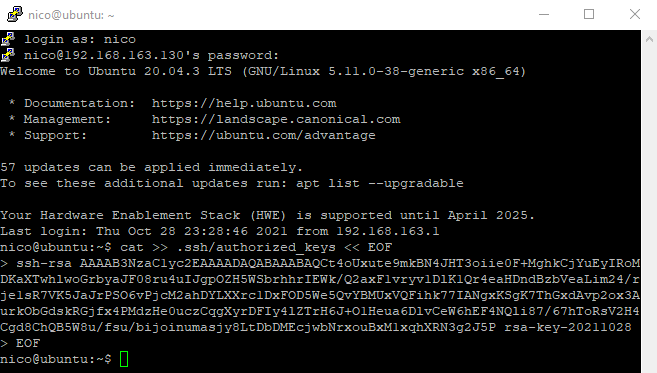 nico@ubuntu: ~
login as: nico
nico@192.168.163.130's password:
Welcome to Ubuntu 20.04.3 LTS (GNU/Linux 5.11.0-38-generic x86_64)
* Documentation: https://help.ubuntu.com
* Management: https://landscape.canonical.com
* Support: https://ubuntu.com/advantage
57 updates can be applied immediately.
To see these additional updates run: apt list --upgradable
Your Hardware Enablement Stack (HWE) is supported until April 2025.
Last login: Thu Oct 28 23:28:46 2021 from 192.168.163.1
nico@ubuntu:~$ cat >> .ssh/authorized_keys << EOF
> ssh-rsa AAAAB3NzaC1yc2EAAAADAQABAAABAQCt4oUxute9mkBN4JHT3oiie0F+MghkCjYuEyIRoM
DKaXTwhlwoGrbyaJF08ru4uIJgpOZH5WSbrhhrIEWk/Q2axF1vryv1D1K1Qr4eaHDndBzbVeaLim24/r
jelsR7VK5JaJrPSO6vPjcM2ahDYLXXrc1DxFOD5We5QvYBMUxVQFihk77IANgxKSgK7ThGxdAvp2ox3A
urkObGdskRGjfx4PMdzHe0uczCqgXyrDFIy4lZTrH6J+O1Heua6DlvCeW6hEF4NQli87/67hToRsV2H4
Cgd8ChQB5W8u/fsu/bijoinumasjy8LtDbDMEcjwbNrxouBxMlxqhXRN3g2J5P rsa-key-20211028
> EOF
nico@ubuntu:~$